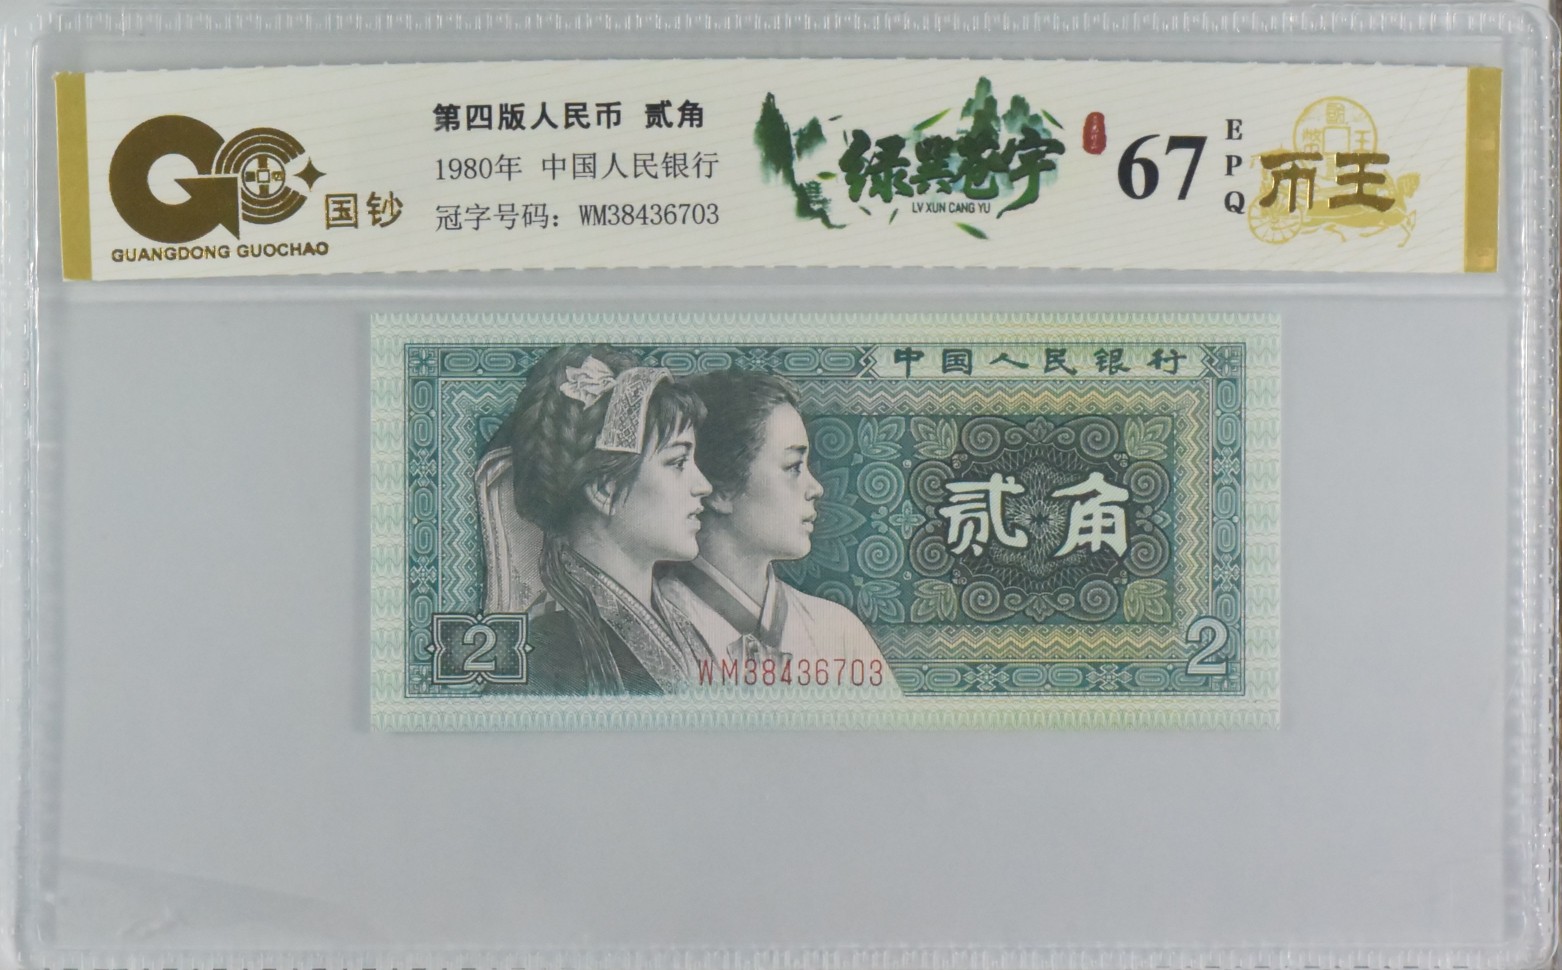 国钞
GUANGDONG GUOCHAO
第四版人民币 贰角
1980年 中国人民银行
冠字号码：WM38436703
绿巽苍宇
LV XUN CANG YU
67
EPQ
币王
中国人民银行
贰角
2
WM38436703
2